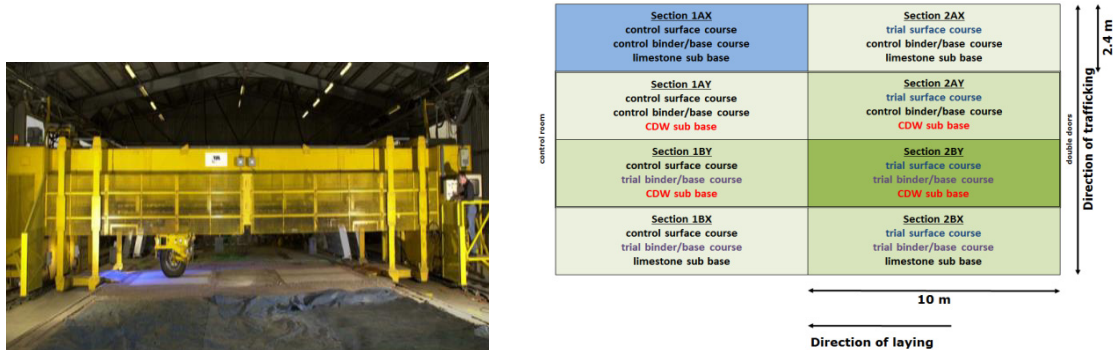 Section 1AX
control surface course
control binder/base course
limestone sub base
Section 2AX
trial surface course
control binder/base course
limestone sub base
Section 1AY
control surface course
control binder/base course
CDW sub base
Section 2AY
trial surface course
control binder/base course
CDW sub base
Section 1BY
control surface course
trial binder/base course
CDW sub base
Section 2BY
trial surface course
trial binder/base course
CDW sub base
Section 1BX
control surface course
trial binder/base course
limestone sub base
Section 2BX
trial surface course
trial binder/base course
limestone sub base
control room
double doors
Direction of trafficking
2.4 m
10 m
Direction of laying